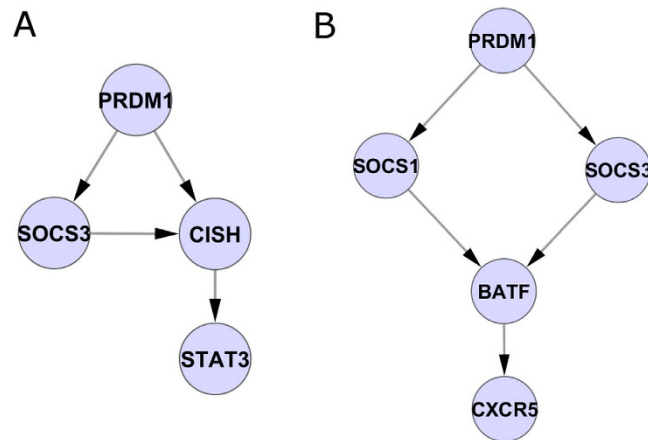 A
PRDM1
SOCS3
CISH
STAT3
B
PRDM1
SOCS1
SOCS3
BATF
CXCR5